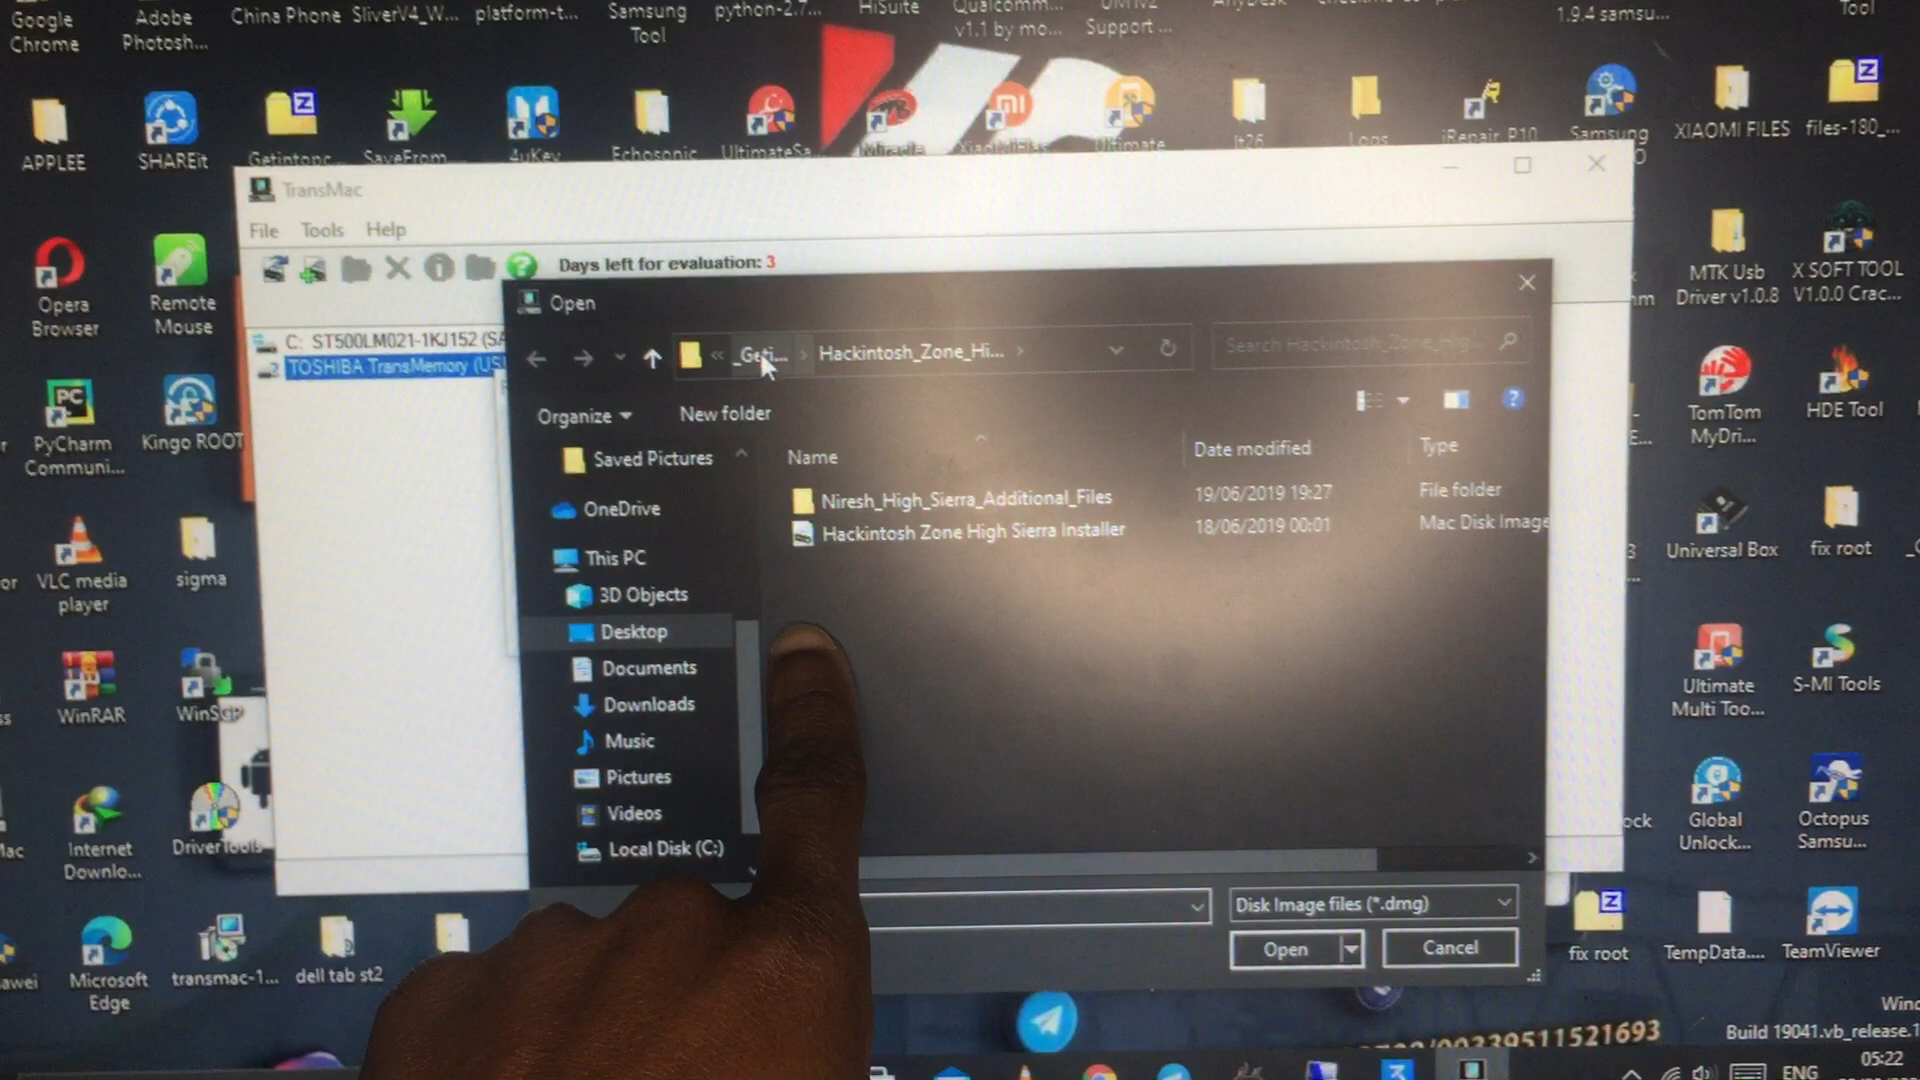 Google
Chrome
Adobe
Photosh...
China Phone
SliverV4_W...
platform-t...
Samsung
Tool
python-2.7...
HiSuite
Qualcomm...
v1.1 by mo...
Support ...
1.9.4 samsu...
Tool
APPLEE
SHAREit
Getintopc...
SaveFrom...
4uKey
Echosonic
UltimateSa...
Miracle
XiaoMiFlas...
Ultimate
lt26
Logs
iRepair P10
Samsung
XIAOMI FILES
files-180_...
TransMac
File
Tools
Help
Days left for evaluation: 3
C: ST500LM021-1KJ152 (SA
TOSHIBA TransMemory (US
Open
« _Geti... › Hackintosh_Zone_Hi... ›
Search Hackintosh_Zone_Hig...
Organize
New folder
Name
Date modified
Type
Niresh_High_Sierra_Additional_Files
19/06/2019 19:27
File folder
Hackintosh Zone High Sierra Installer
18/06/2019 00:01
Mac Disk Image
Saved Pictures
OneDrive
This PC
3D Objects
Desktop
Documents
Downloads
Music
Pictures
Videos
Local Disk (C:)
Disk Image files (*.dmg)
Open
Cancel
Opera
Browser
Remote
Mouse
PC
PyCharm
Communi...
Kingo ROOT
VLC media
player
sigma
WinRAR
WinSCP
Internet
Downlo...
DriverTools
Microsoft
Edge
transmac-1...
dell tab st2
MTK Usb
Driver v1.0.8
X SOFT TOOL
V1.0.0 Crac...
TomTom
MyDri...
HDE Tool
Universal Box
fix root
Ultimate
Multi Too...
S-MI Tools
Global
Unlock...
Octopus
Samsu...
fix root
TempData....
TeamViewer
Build 19041.vb_release.1
05:22
ENG